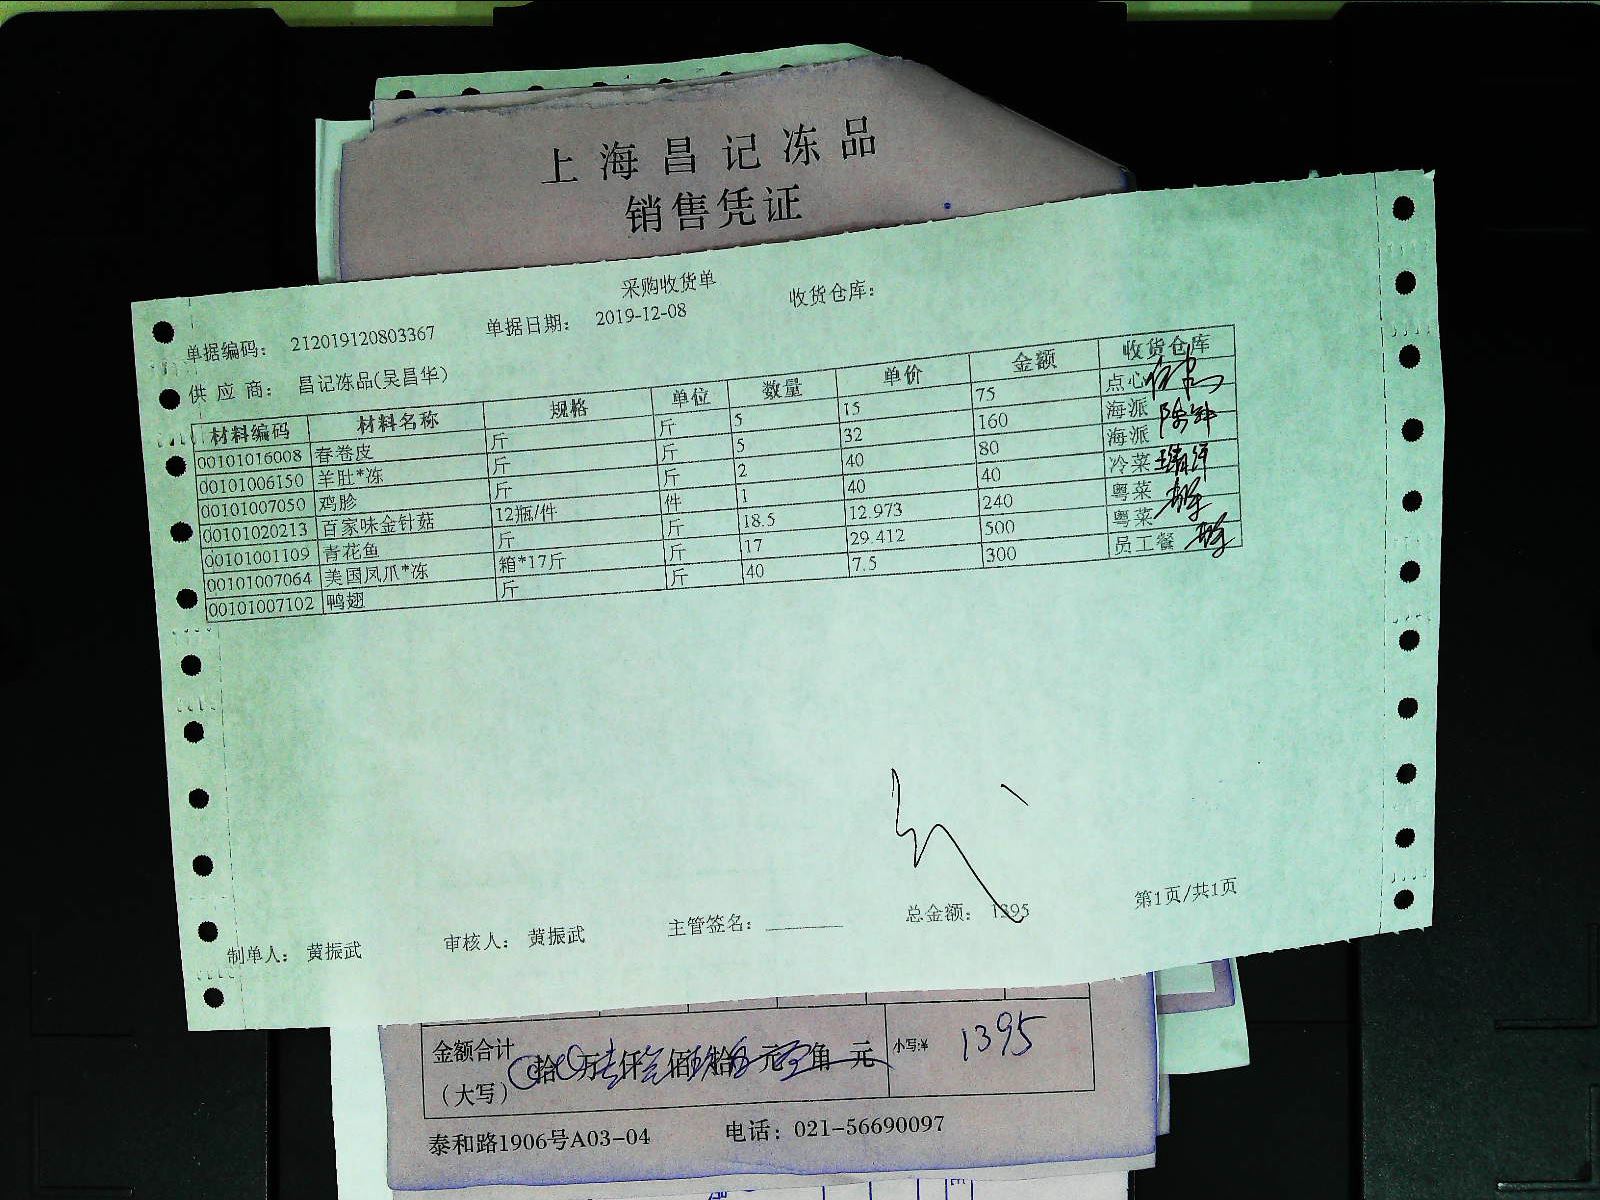 上海昌记冻品
销售凭证
采购收货单
单据编码： 212019120803367 单据日期： 2019-12-08 收货仓库：
供 应 商： 昌记冻品(吴昌华)
材料编码 材料名称 规格 单位 数量 单价 金额 收货仓库
00101016008 春卷皮 斤 斤 5 15 75 点心
00101006150 羊肚*冻 斤 斤 5 32 160 海派
00101007050 鸡胗 斤 斤 2 40 80 海派
00101020213 百家味金针菇 12瓶/件 件 1 40 40 冷菜
00101001109 青花鱼 斤 斤 18.5 12.973 240 粤菜
00101007064 美国凤爪*冻 箱*17斤 斤 17 29.412 500 粤菜
00101007102 鸭翅 斤 斤 40 7.5 300 员工餐
制单人： 黄振武 审核人： 黄振武 主管签名： 总金额： 1395 第1页/共1页
金额合计 拾 万 仟 佰 拾 元 角 元 小写:¥ 1395
（大写）
泰和路1906号A03-04 电话：021-56690097